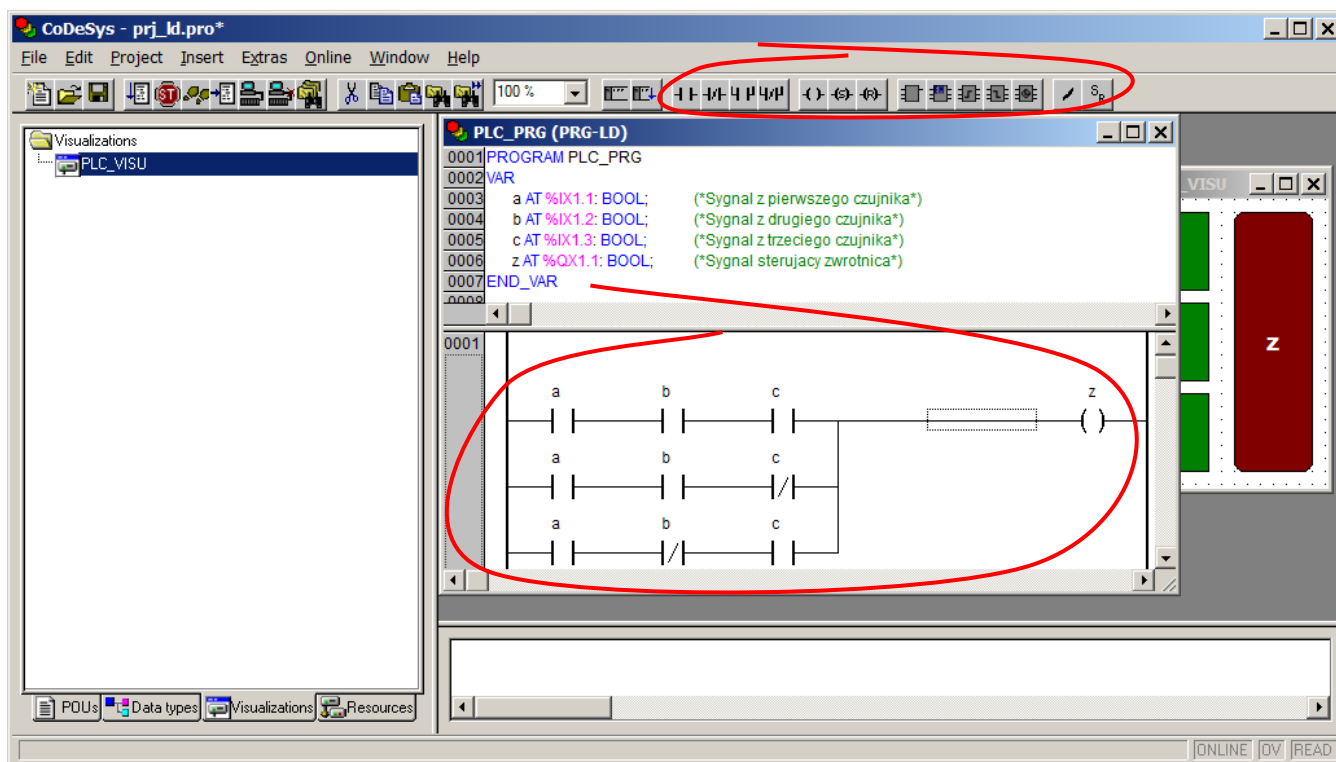 CoDeSys - prj_ld.pro*
File Edit Project Insert Extras Online Window Help
100 %
Visualizations
PLC_VISU
PLC_PRG (PRG-LD)
0001 PROGRAM PLC_PRG
0002 VAR
0003 a AT %IX1.1: BOOL; (*Sygnal z pierwszego czujnika*)
0004 b AT %IX1.2: BOOL; (*Sygnal z drugiego czujnika*)
0005 c AT %IX1.3: BOOL; (*Sygnal z trzeciego czujnika*)
0006 z AT %QX1.1: BOOL; (*Sygnal sterujacy zwrotnica*)
0007 END_VAR
0008
_VISU
z
0001
a b c z
a b c
a b c
POUs Data types Visualizations Resources
ONLINE OV READ